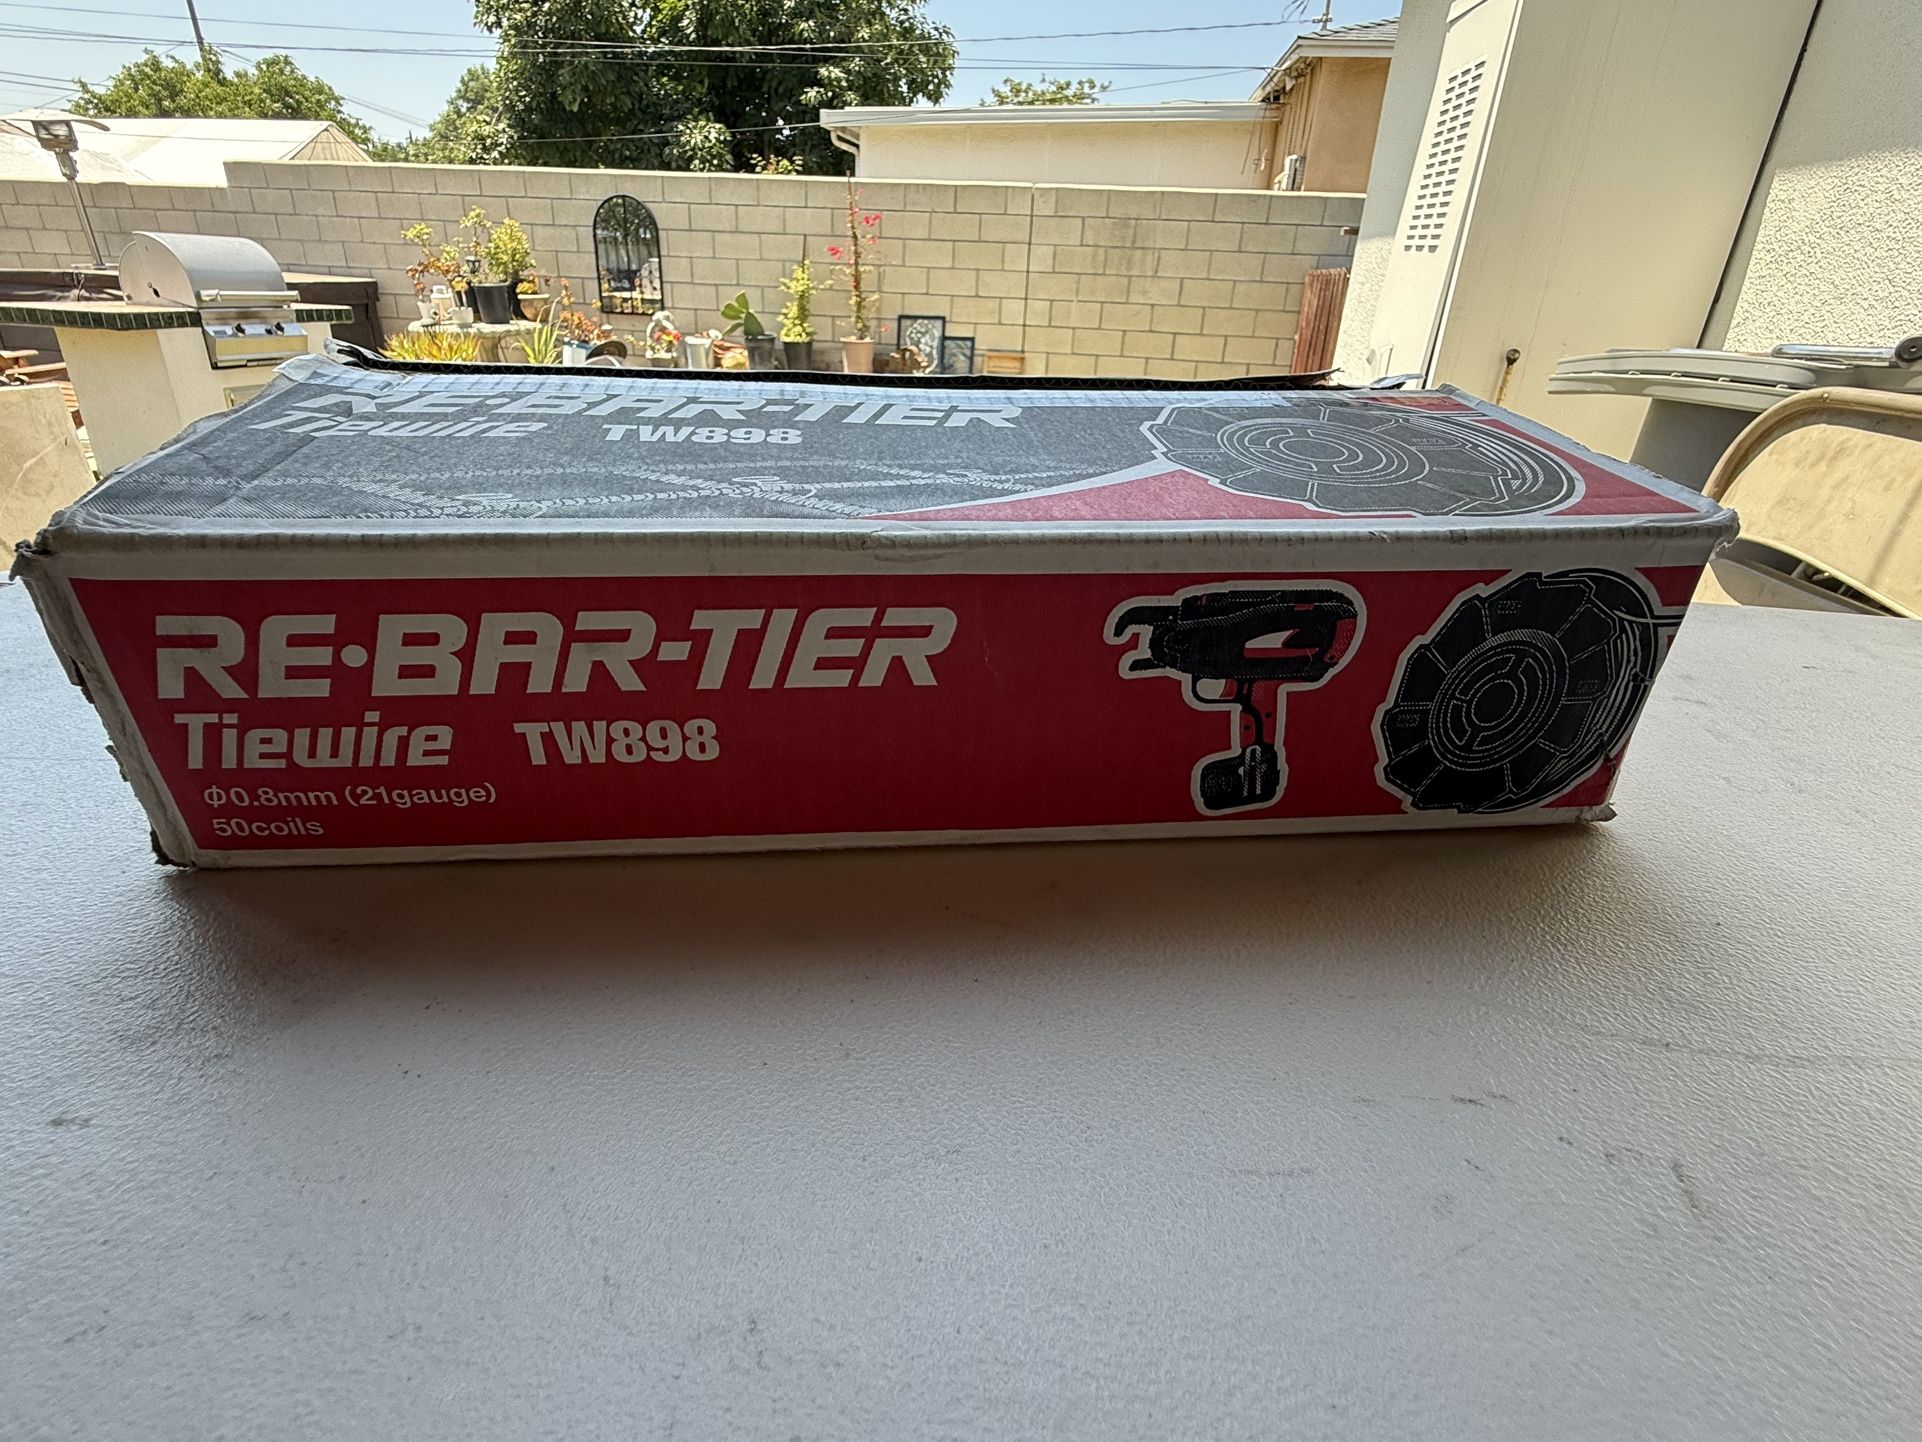 RE•BAR-TIER
Tiewire TW898
RE•BAR-TIER
Tiewire TW898
φ0.8mm (21gauge)
50coils